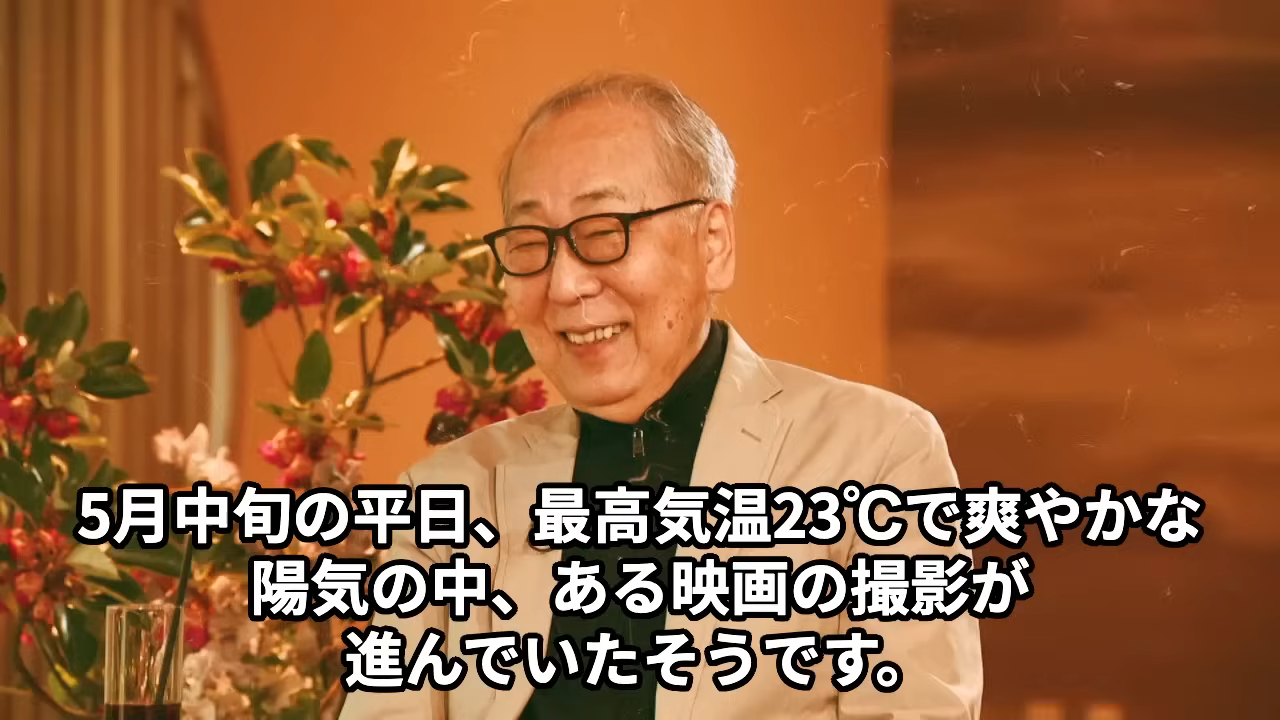 5月中旬の平日、最高気温23℃で爽やかな
陽気の中、ある映画の撮影が
進んでいたそうです。